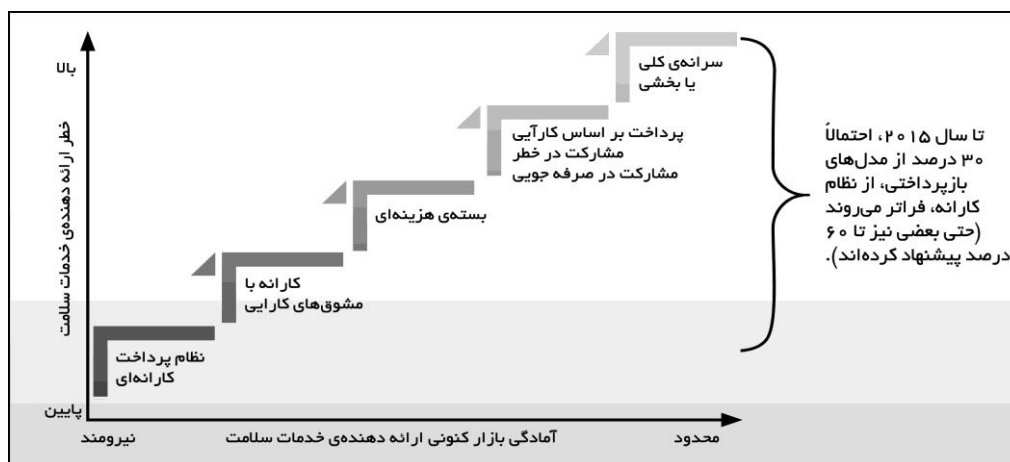 بالا
خطر ارائه دهنده‌ی خدمات سلامت
پایین
سرانه‌ی کلی
یا بخشی
پرداخت بر اساس کارآیی
مشارکت در خطر
مشارکت در صرفه جویی
بسته‌ی هزینه‌ای
کارانه با
مشوق‌های کارایی
نظام پرداخت
کارانه‌ای
تا سال ۲۰۱۵، احتمالاً
۳۰ درصد از مدل‌های
بازپرداختی، از نظام
کارانه، فراتر می‌روند
(حتی بعضی نیز تا ۶۰
درصد پیشنهاد کرده‌اند).
محدود
آمادگی بازار کنونی ارائه دهنده‌ی خدمات سلامت
نیرومند